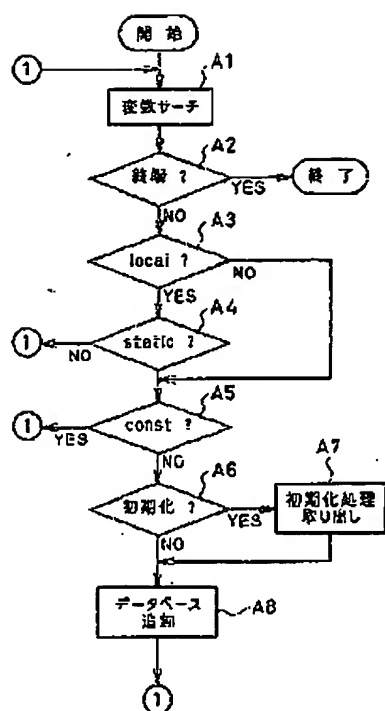 開始
1
A1
変数サーチ
A2
終端?
YES
終了
NO
A3
local ?
NO
YES
A4
1
NO
static ?
A5
1
YES
const ?
NO
A6
A7
初期化 ?
YES
初期化処理
取り出し
NO
データベース
追加
A8
1